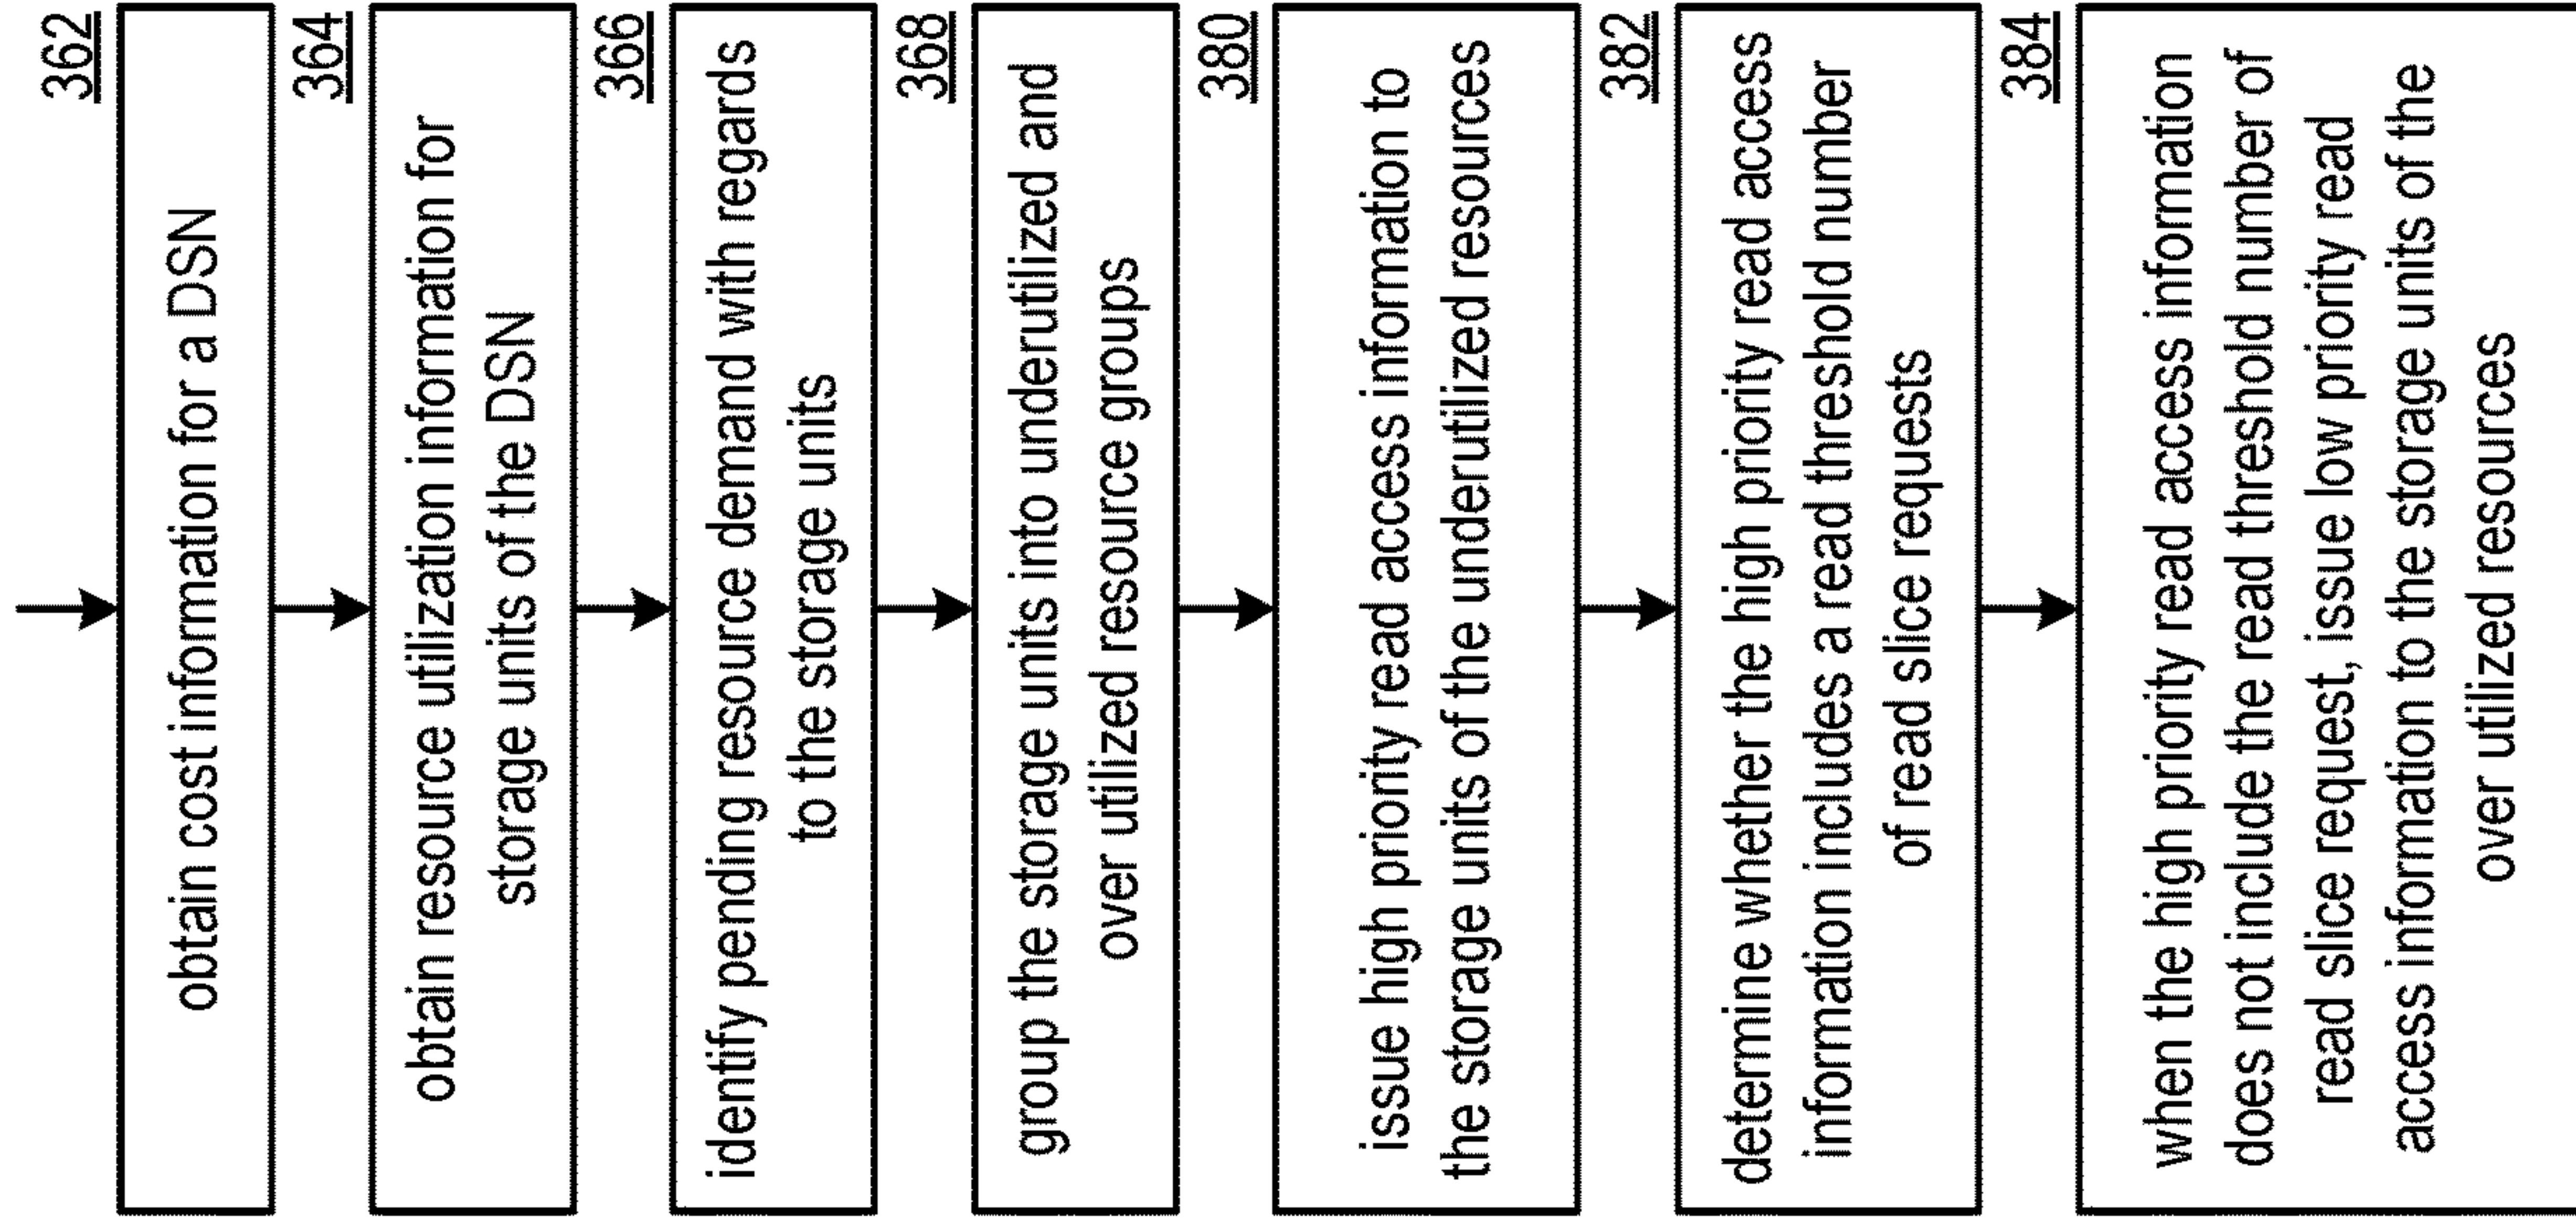 362
obtain cost information for a DSN
364
obtain resource utilization information for
storage units of the DSN
366
identify pending resource demand with regards
to the storage units
368
group the storage units into underutilized and
over utilized resource groups
380
issue high priority read access information to
the storage units of the underutilized resources
382
determine whether the high priority read access
information includes a read threshold number
of read slice requests
384
when the high priority read access information
does not include the read threshold number of
read slice request, issue low priority read
access information to the storage units of the
over utilized resources